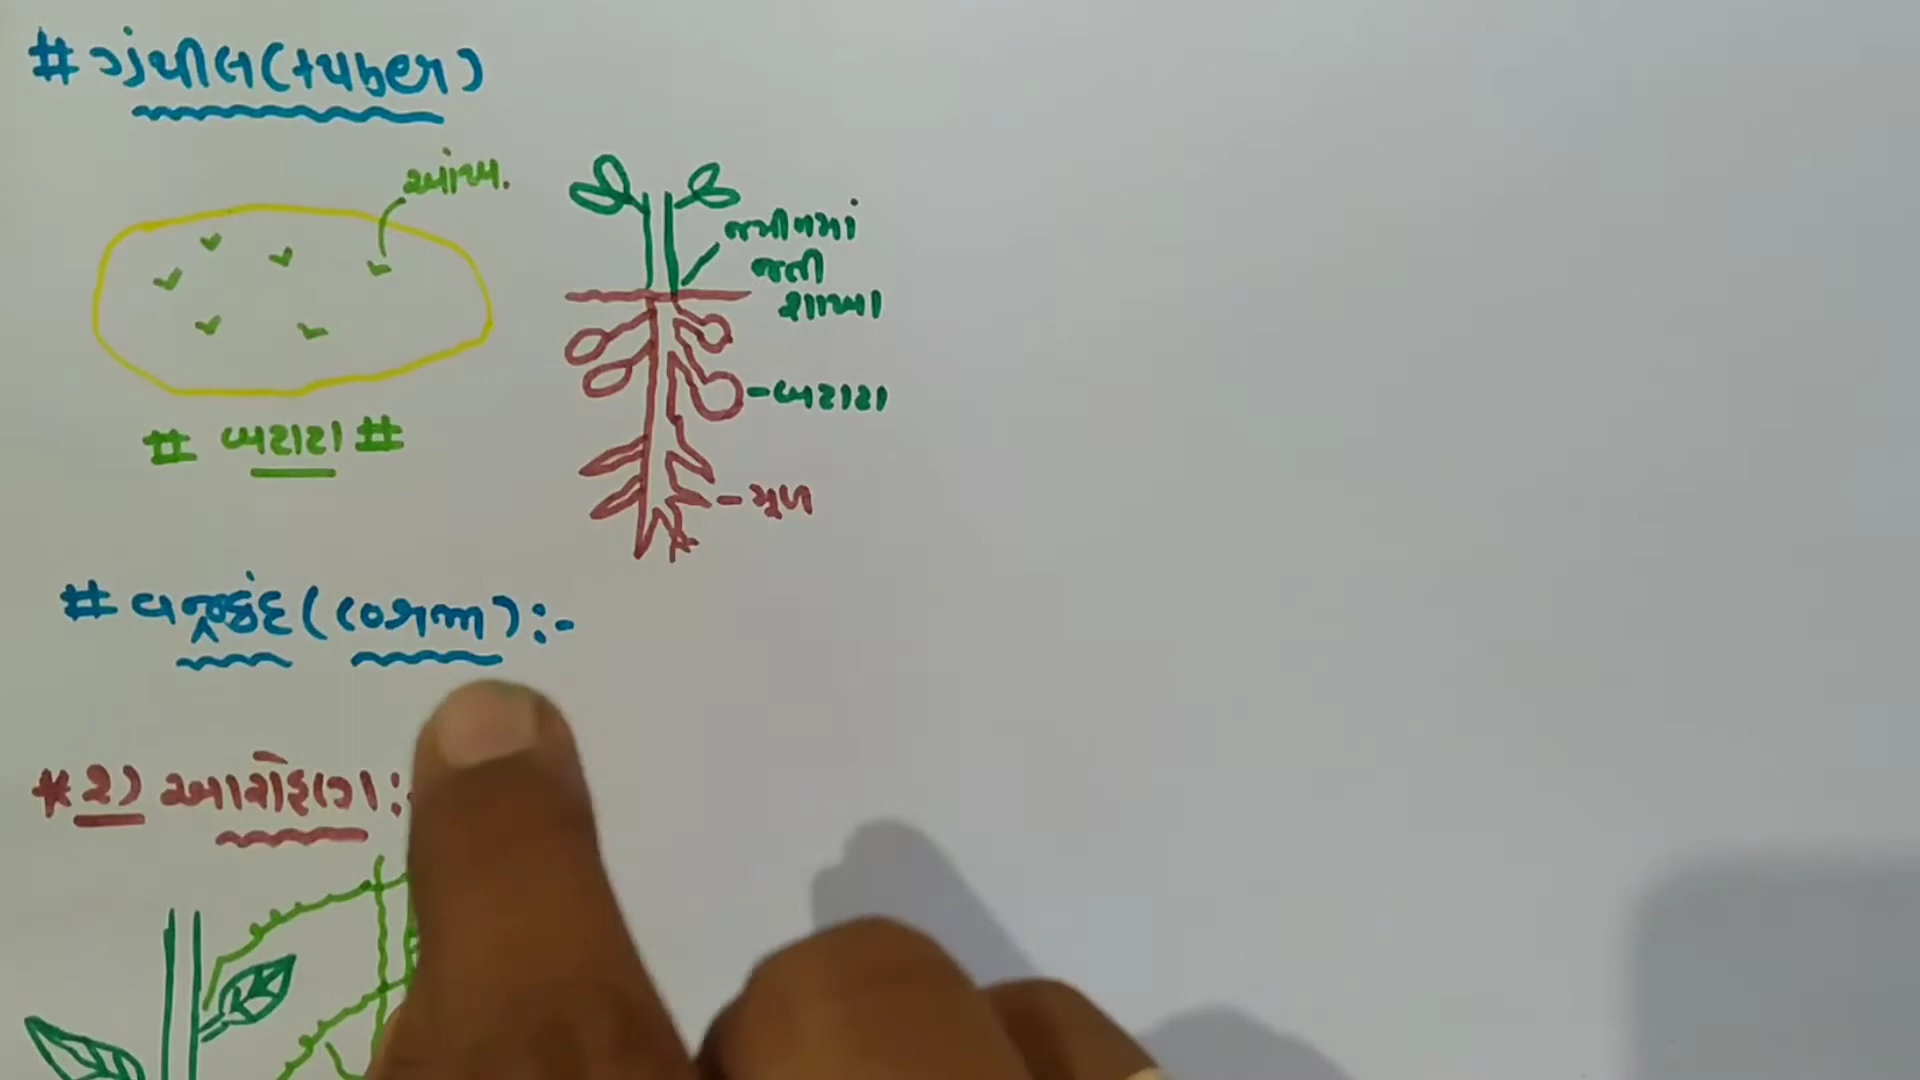 # ગ્રંથીલ (tuber)
આંખ.
જમીનમાં
જતી
શાખા
-બટાટા
# બટાટા #
-મૂળ
# વજ્રકંદ (corm) :-
* 2) આરોહણ :-